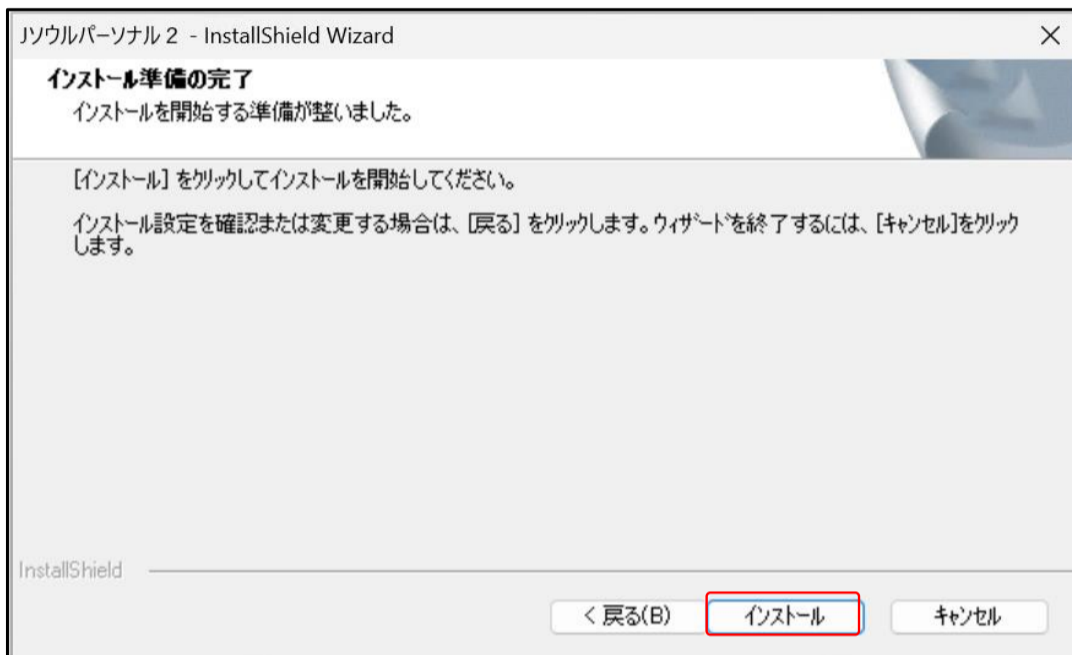 Jソウルパーソナル 2 - InstallShield Wizard
インストール準備の完了
インストールを開始する準備が整いました。
[インストール] をクリックしてインストールを開始してください。
インストール設定を確認または変更する場合は、[戻る] をクリックします。ウィザードを終了するには、[キャンセル]をクリック
します。
InstallShield
< 戻る(B)
インストール
キャンセル